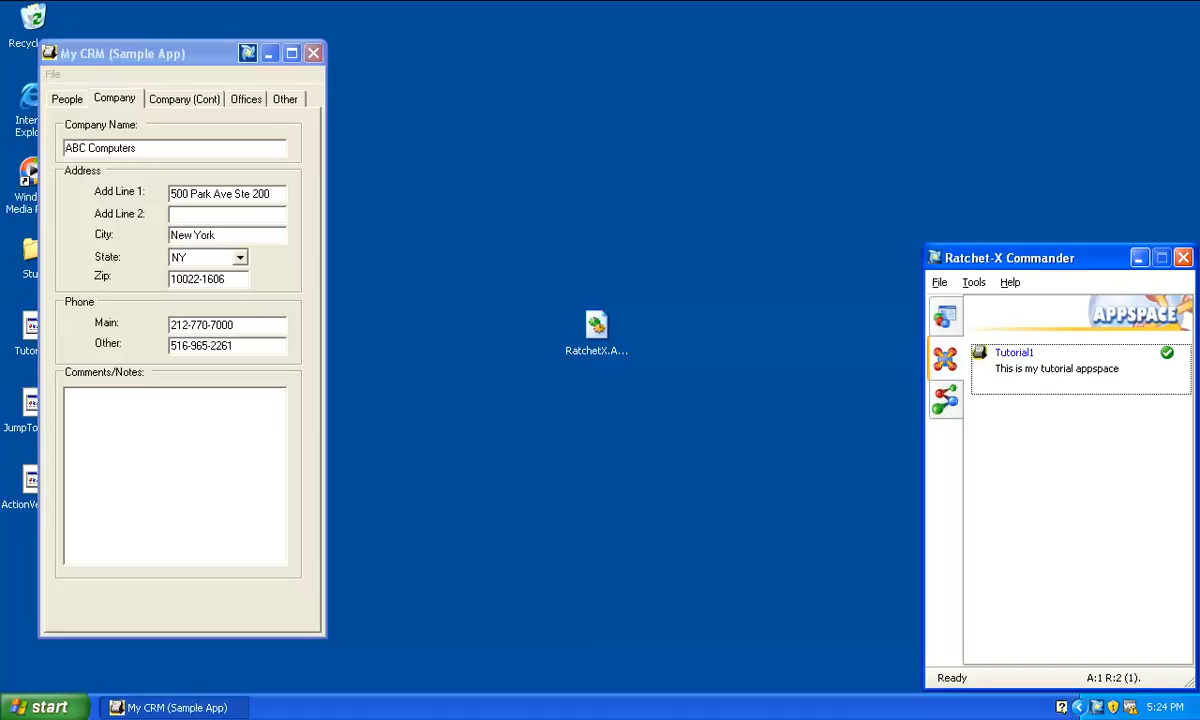 Recyc
Inter
Explo
Wind
Media P
Stu
Tutor
JumpTo
ActionVe
My CRM (Sample App)
File
People
Company
Company (Cont)
Offices
Other
Company Name:
ABC Computers
Address
Add Line 1:
500 Park Ave Ste 200
Add Line 2:
City:
New York
State:
NY
Zip:
10022-1606
Phone
Main:
212-770-7000
Other:
516-965-2261
Comments/Notes:
RatchetX.A...
Ratchet-X Commander
File
Tools
Help
APPSPACE
Tutorial1
This is my tutorial appspace
Ready
A:1 R:2 (1).
start
My CRM (Sample App)
5:24 PM